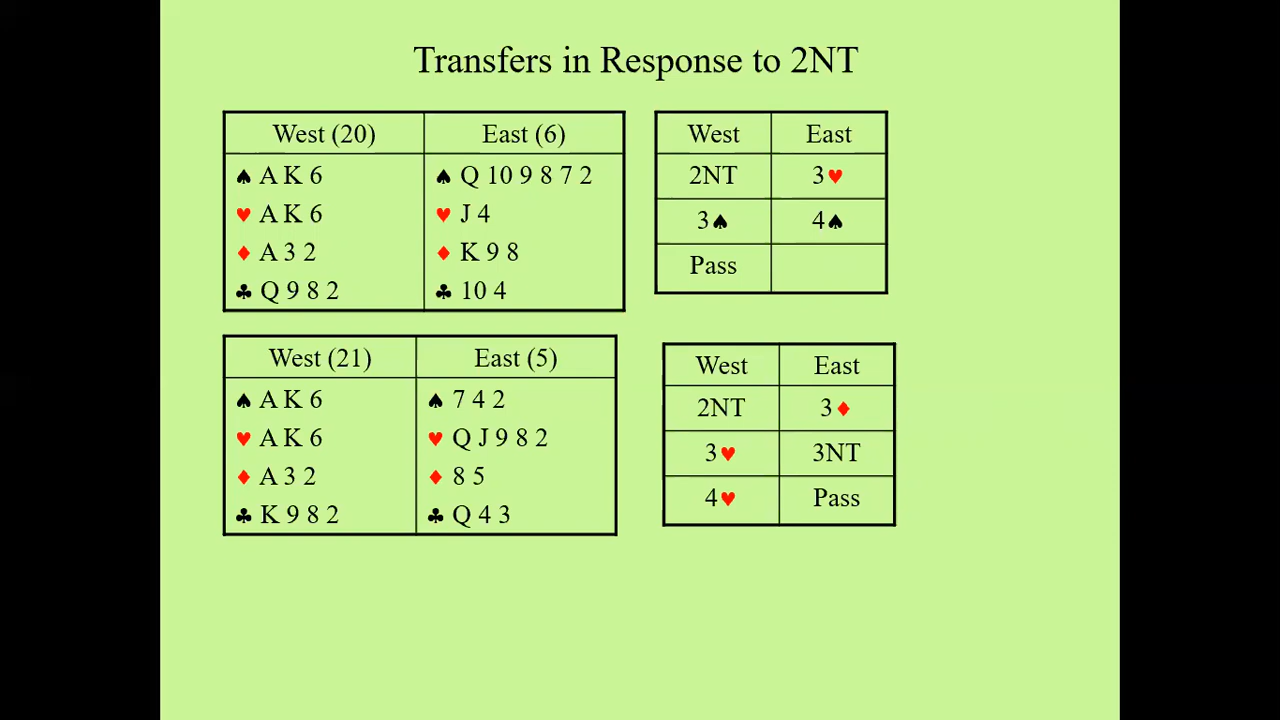 Transfers in Response to 2NT
West (20) East (6)
♠ A K 6 ♠ Q 10 9 8 7 2
♥ A K 6 ♥ J 4
♦ A 3 2 ♦ K 9 8
♣ Q 9 8 2 ♣ 10 4
West East
2NT 3♥
3♠ 4♠
Pass
West (21) East (5)
♠ A K 6 ♠ 7 4 2
♥ A K 6 ♥ Q J 9 8 2
♦ A 3 2 ♦ 8 5
♣ K 9 8 2 ♣ Q 4 3
West East
2NT 3♦
3♥ 3NT
4♥ Pass